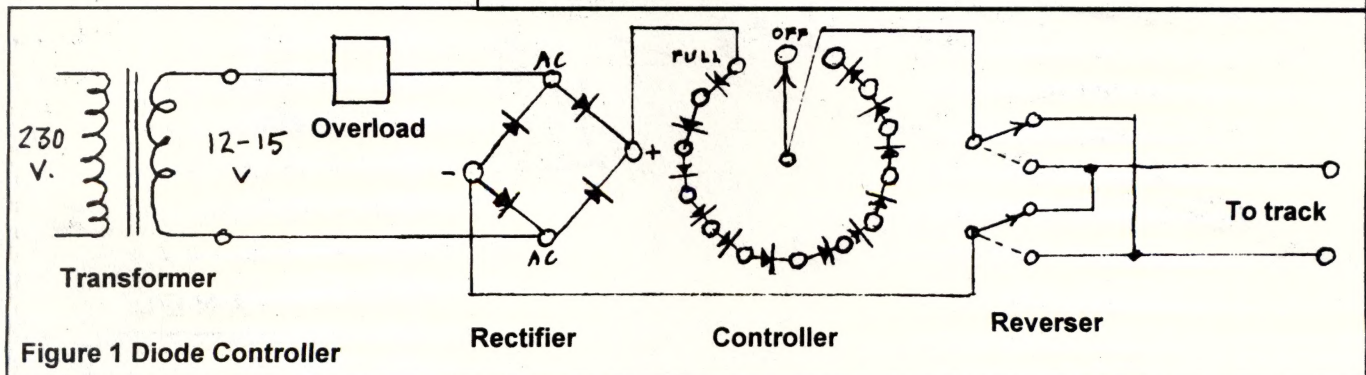 FULL
OFF
AC
Overload
230
V.
12-15
V
-
+
To track
AC
Transformer
Rectifier
Controller
Reverser
Figure 1 Diode Controller